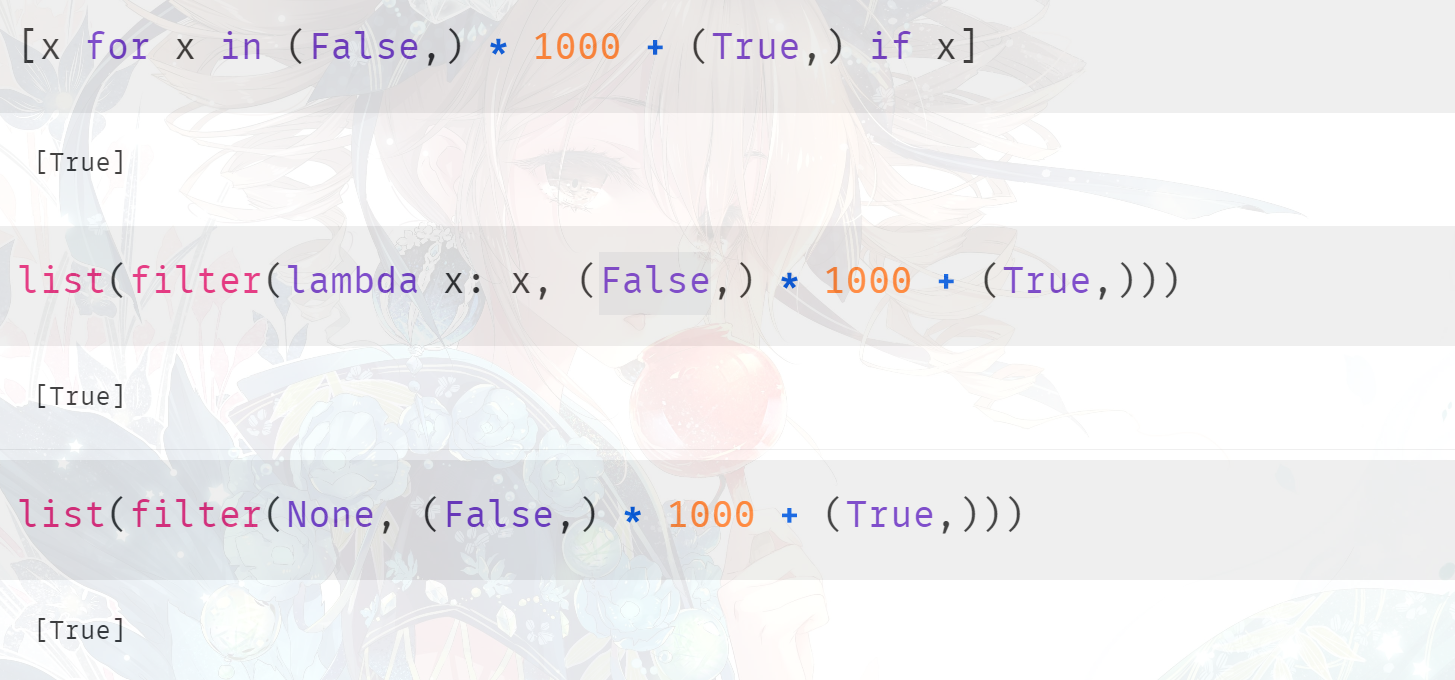 [x for x in (False,) * 1000 + (True,) if x]
[True]
list(filter(lambda x: x, (False,) * 1000 + (True,)))
[True]
list(filter(None, (False,) * 1000 + (True,)))
[True]